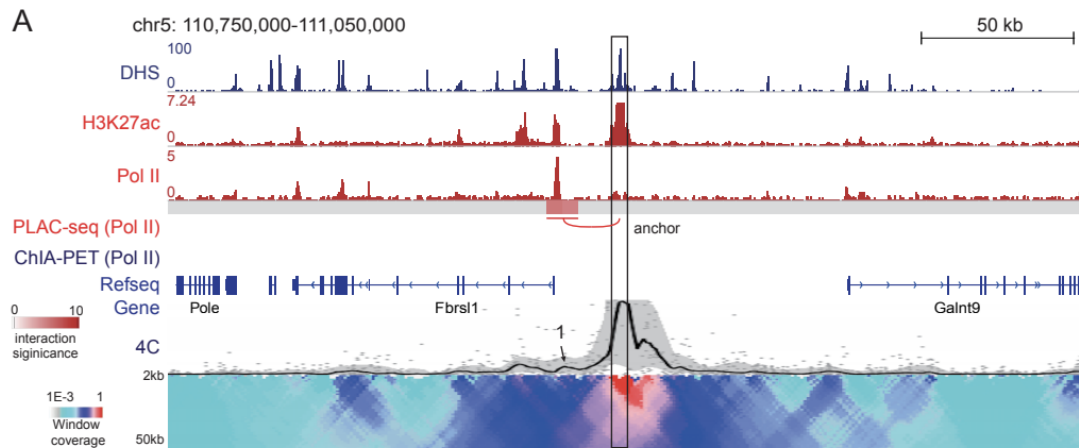 A
chr5: 110,750,000-111,050,000
50 kb
100
DHS
0
7.24
H3K27ac
0
5
Pol II
0
PLAC-seq (Pol II)
anchor
ChIA-PET (Pol II)
Refseq
Gene
Pole
Fbrsl1
Galnt9
0 10
interaction
siginicance
1
4C
2kb
1E-3 1
Window
coverage
50kb